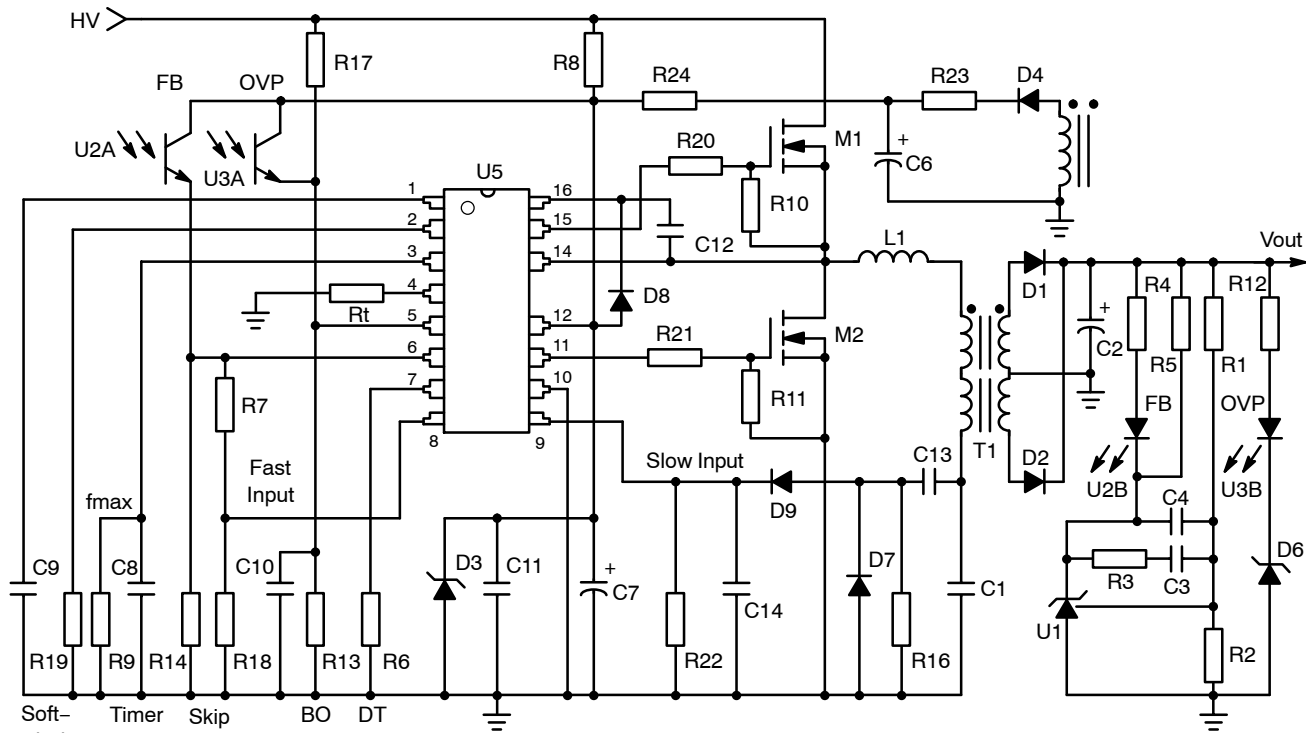 HV
R17
R8
FB
OVP
R24
R23
D4
U2A
U3A
U5
R20
M1
C6
R10
1
2
3
4
5
6
7
8
16
15
14
12
11
10
9
C12
L1
Vout
Rt
D8
R21
M2
D1
C2
R4
R5
R1
R12
R7
R11
T1
FB
OVP
Fast
Input
Slow Input
C13
D2
U2B
U3B
fmax
D9
C4
C9
C8
C10
D3
C11
C7
C14
D7
C1
R3
C3
D6
U1
R19
R9
R14
R18
R13
R6
R22
R16
R2
Soft–
Timer
Skip
BO
DT